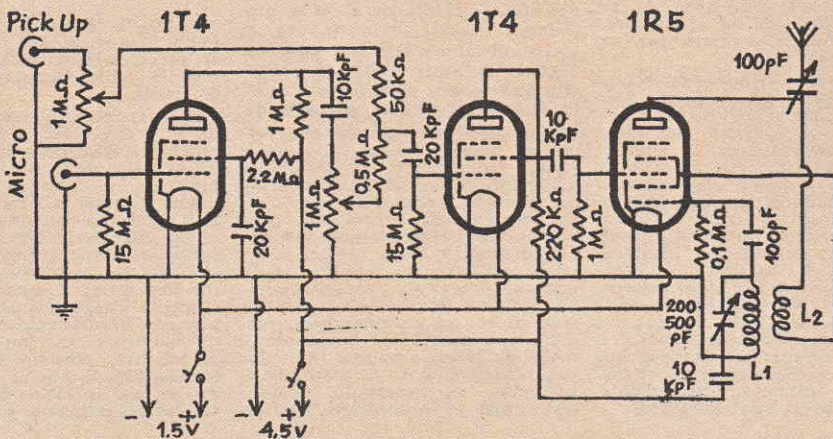 Pick Up
1T4
1T4
1R5
100pF
1MΩ
1MΩ
10KpF
50KΩ
20KpF
10
KpF
Micro
2,2MΩ
0,5MΩ
1MΩ
15MΩ
20KpF
15MΩ
220KΩ
1MΩ
0,1MΩ
100pF
200
500
pF
L2
10
KpF
L1
-
+
-
+
1.5V
4,5V